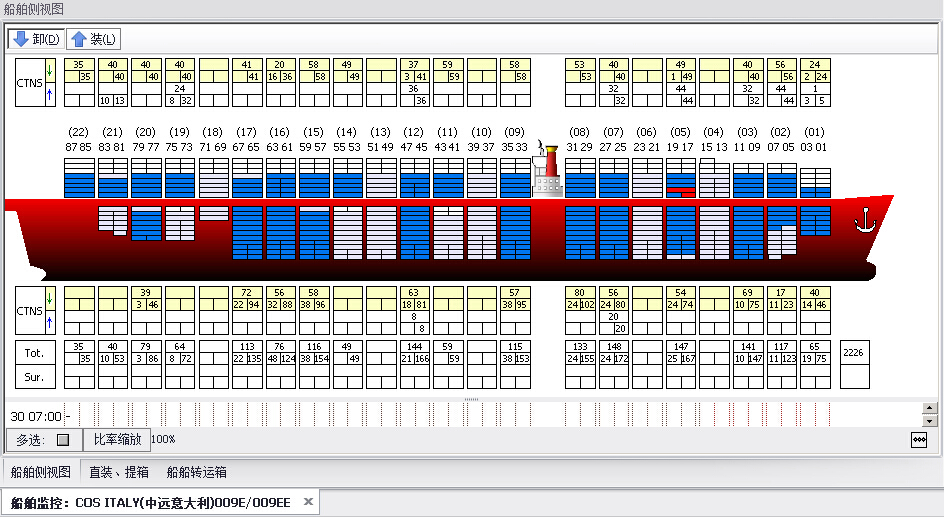 船舶侧视图
卸(D) 装(L)
35 40 40 40 41 20 58 49 37 59 58 53 40 49 40 56 24
CTNS 35 40 40 40 41 16 36 58 49 3 41 59 58 53 40 1 49 40 56 2 24
24 36 32 44 32 44 1
10 13 8 32 36 32 44 32 44 3 5
(22) (21) (20) (19) (18) (17) (16) (15) (14) (13) (12) (11) (10) (09) (08) (07) (06) (05) (04) (03) (02) (01)
87 85 83 81 79 77 75 73 71 69 67 65 63 61 59 57 55 53 51 49 47 45 43 41 39 37 35 33 31 29 27 25 23 21 19 17 15 13 11 09 07 05 03 01
39 72 56 58 63 57 80 56 54 69 17 40
CTNS 3 46 22 94 32 88 38 96 18 81 38 95 24 102 24 80 24 74 10 75 11 23 14 46
8 20
8 20
Tot. 35 40 79 64 113 76 116 49 144 59 115 133 148 147 141 117 65 2226
35 10 53 3 86 8 72 22 135 48 124 38 154 49 21 166 59 38 153 24 155 24 172 25 167 10 147 11 123 19 75
Sur.
30 07:00 -
多选: 比率缩放 100%
船舶侧视图 直装、提箱 船船转运箱
船舶监控: COS ITALY(中远意大利)009E/009EE ×